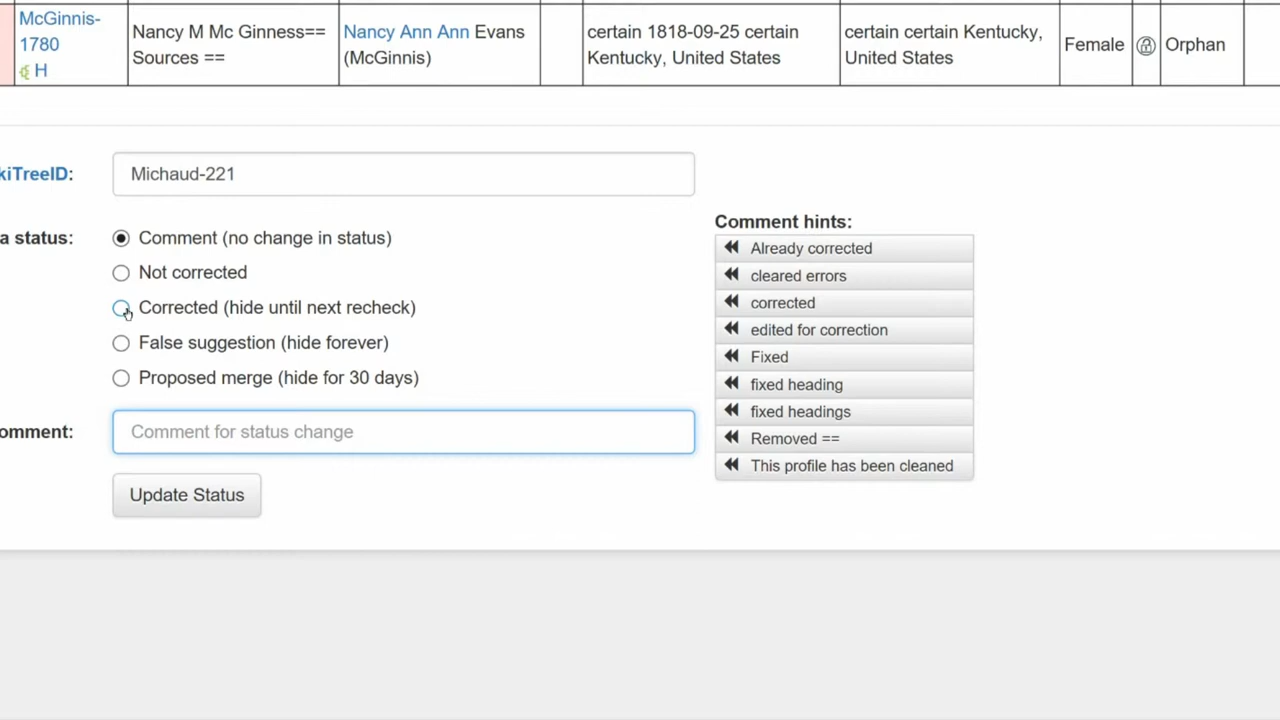 McGinnis-
1780
H
Nancy M Mc Ginness==
Sources ==
Nancy Ann Ann Evans
(McGinnis)
certain 1818-09-25 certain
Kentucky, United States
certain certain Kentucky,
United States
Female
Orphan
kiTreeID:
Michaud-221
a status:
Comment (no change in status)
Not corrected
Corrected (hide until next recheck)
False suggestion (hide forever)
Proposed merge (hide for 30 days)
omment:
Comment for status change
Update Status
Comment hints:
Already corrected
cleared errors
corrected
edited for correction
Fixed
fixed heading
fixed headings
Removed ==
This profile has been cleaned